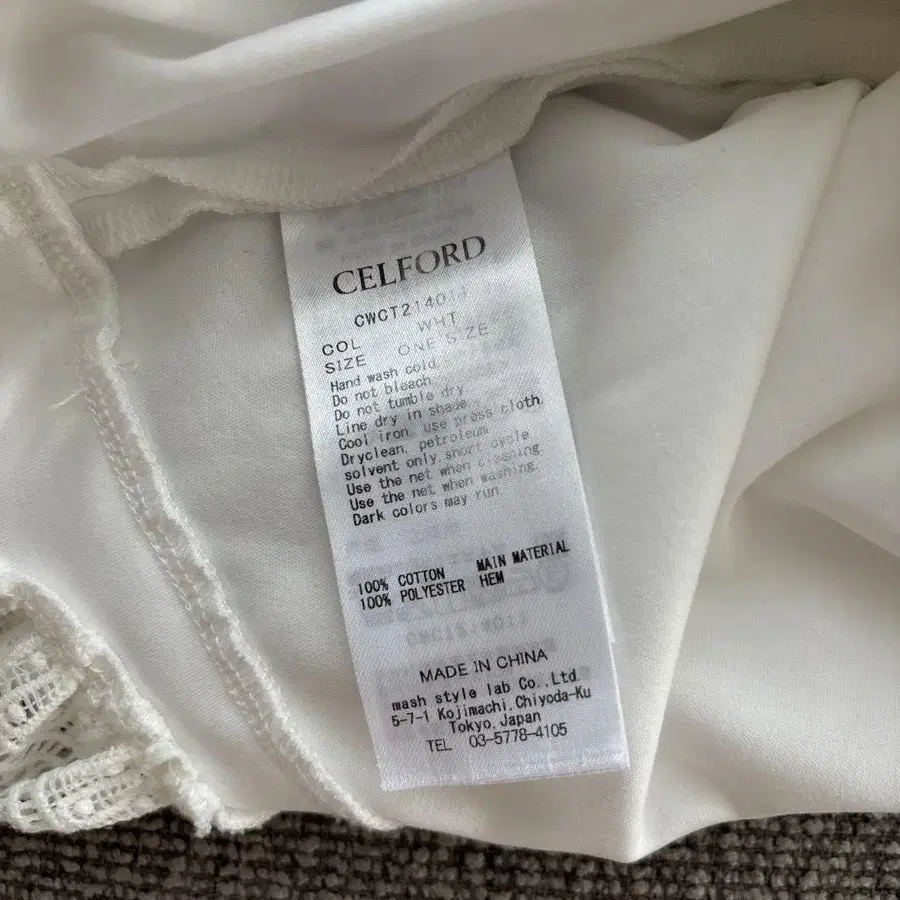 CELFORD
CWCT214011
COL WHT
SIZE ONE SIZE
Hand wash cold.
Do not bleach.
Do not tumble dry.
Line dry in shade.
Cool iron, use press cloth.
Dryclean, petroleum
solvent only,short cycle
Use the net when cleaning.
Use the net when washing.
Dark colors may run.
100% COTTON MAIN MATERIAL
100% POLYESTER HEM
MADE IN CHINA
mash style lab Co.,Ltd.
5-7-1 Kojimachi,Chiyoda-Ku
Tokyo,Japan
TEL 03-5778-4105